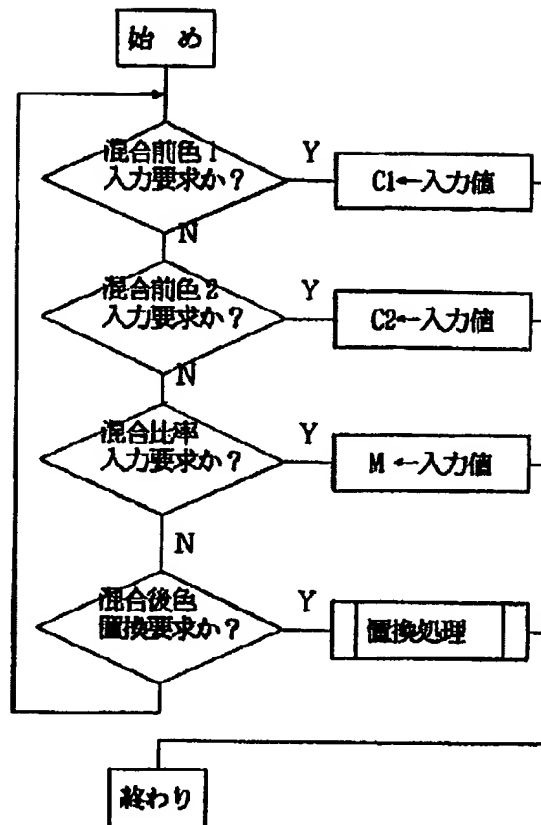 始 め
混合前色1
入力要求か?
Y
C1←入力値
N
混合前色2
入力要求か?
Y
C2←入力値
N
混合比率
入力要求か?
Y
M ←入力値
N
混合後色
置換要求か?
Y
置換処理
終わり